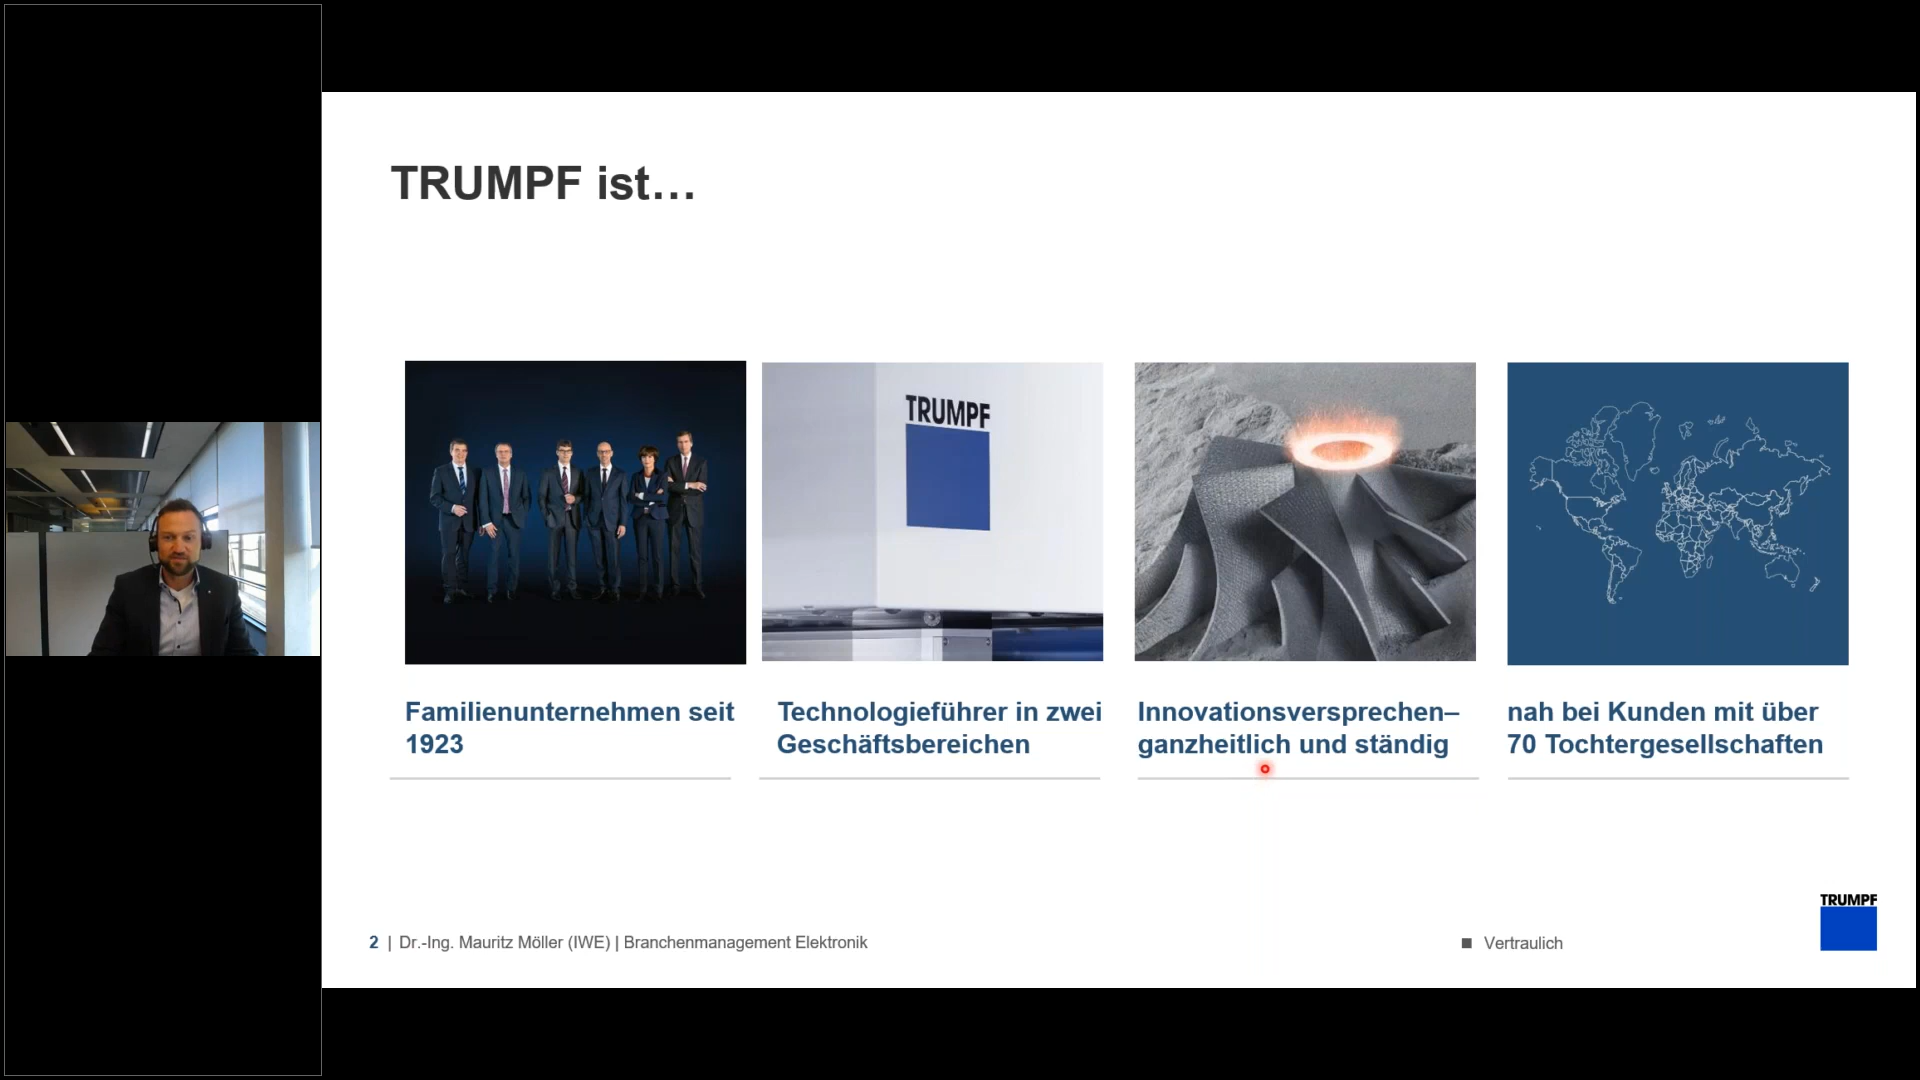 TRUMPF ist…
TRUMPF
Familienunternehmen seit
1923
Technologieführer in zwei
Geschäftsbereichen
Innovationsversprechen–
ganzheitlich und ständig
nah bei Kunden mit über
70 Tochtergesellschaften
2 | Dr.-Ing. Mauritz Möller (IWE) | Branchenmanagement Elektronik
■ Vertraulich
TRUMPF